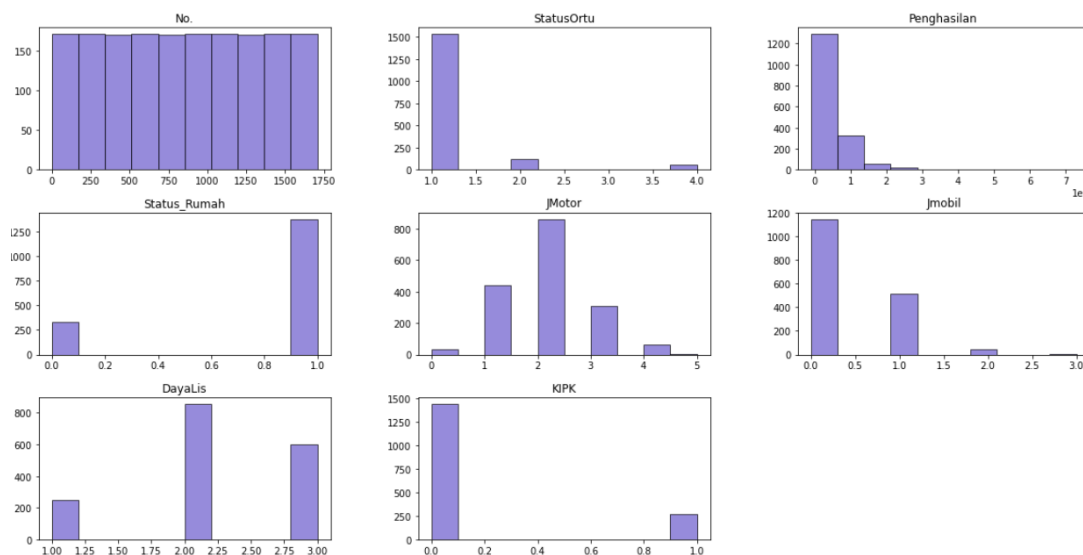 No.
150
100
50
0
0 250 500 750 1000 1250 1500 1750
StatusOrtu
1500
1250
1000
750
500
250
0
1.0 1.5 2.0 2.5 3.0 3.5 4.0
Penghasilan
1200
1000
800
600
400
200
0
0 1 2 3 4 5 6 7
1e
Status_Rumah
1250
1000
750
500
250
0
0.0 0.2 0.4 0.6 0.8 1.0
JMotor
800
600
400
200
0
0 1 2 3 4 5
Jmobil
1200
1000
800
600
400
200
0
0.0 0.5 1.0 1.5 2.0 2.5 3.0
DayaLis
800
600
400
200
0
1.00 1.25 1.50 1.75 2.00 2.25 2.50 2.75 3.00
KIPK
1500
1250
1000
750
500
250
0
0.0 0.2 0.4 0.6 0.8 1.0